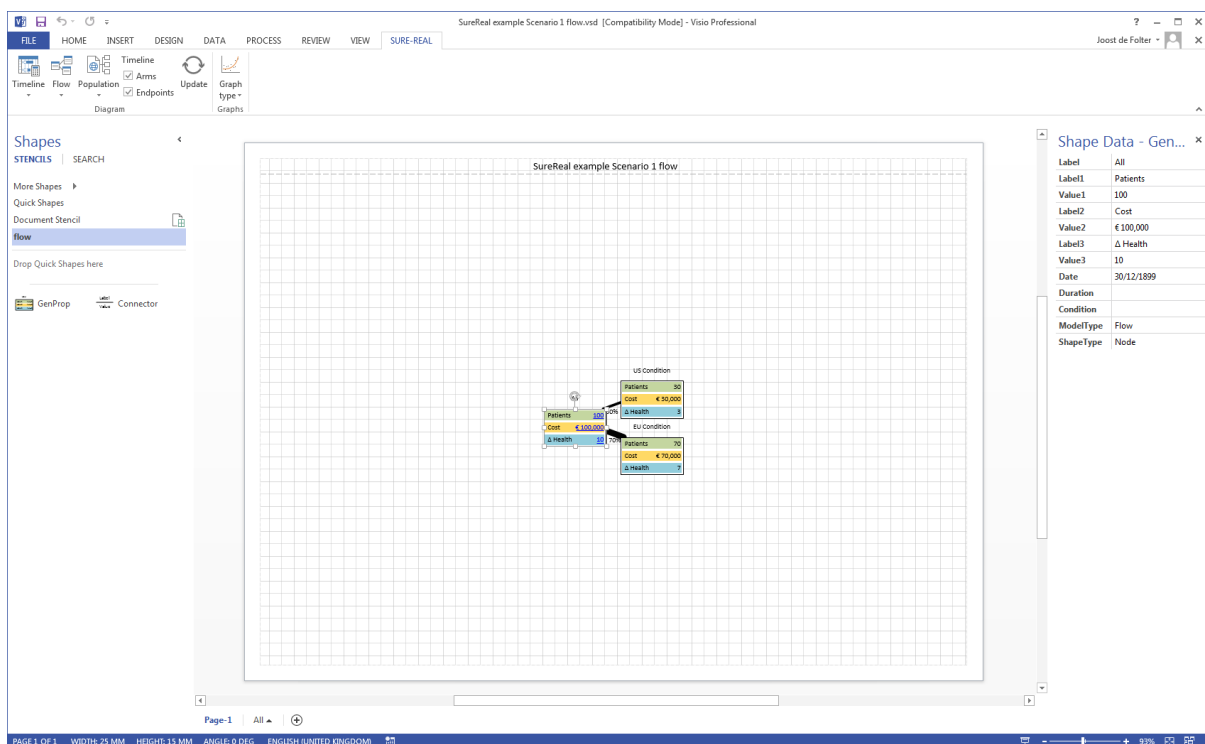 SureReal example Scenario 1 flow.vsd [Compatibility Mode] - Visio Professional
FILE HOME INSERT DESIGN DATA PROCESS REVIEW VIEW SURE-REAL
Joost de Folter
Timeline
Flow
Population
Timeline
Arms
Endpoints
Update
Graph
type
Diagram
Graphs
Shapes
STENCILS SEARCH
More Shapes
Quick Shapes
Document Stencil
flow
Drop Quick Shapes here
GenProp
Label
Value
Connector
SureReal example Scenario 1 flow
US Condition
Patients 30
Cost € 30,000
Δ Health 3
EU Condition
Patients 70
Cost € 70,000
Δ Health 7
Patients 100
Cost € 100,000
Δ Health 10
70%
Shape Data - Gen...
Label All
Label1 Patients
Value1 100
Label2 Cost
Value2 € 100,000
Label3 Δ Health
Value3 10
Date 30/12/1899
Duration
Condition
ModelType Flow
ShapeType Node
Page-1 All
PAGE 1 OF 1 WIDTH: 25 MM HEIGHT: 15 MM ANGLE: 0 DEG ENGLISH (UNITED KINGDOM)
93%